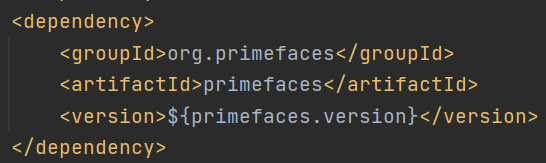 <dependency>
    <groupId>org.primefaces</groupId>
    <artifactId>primefaces</artifactId>
    <version>${primefaces.version}</version>
</dependency>